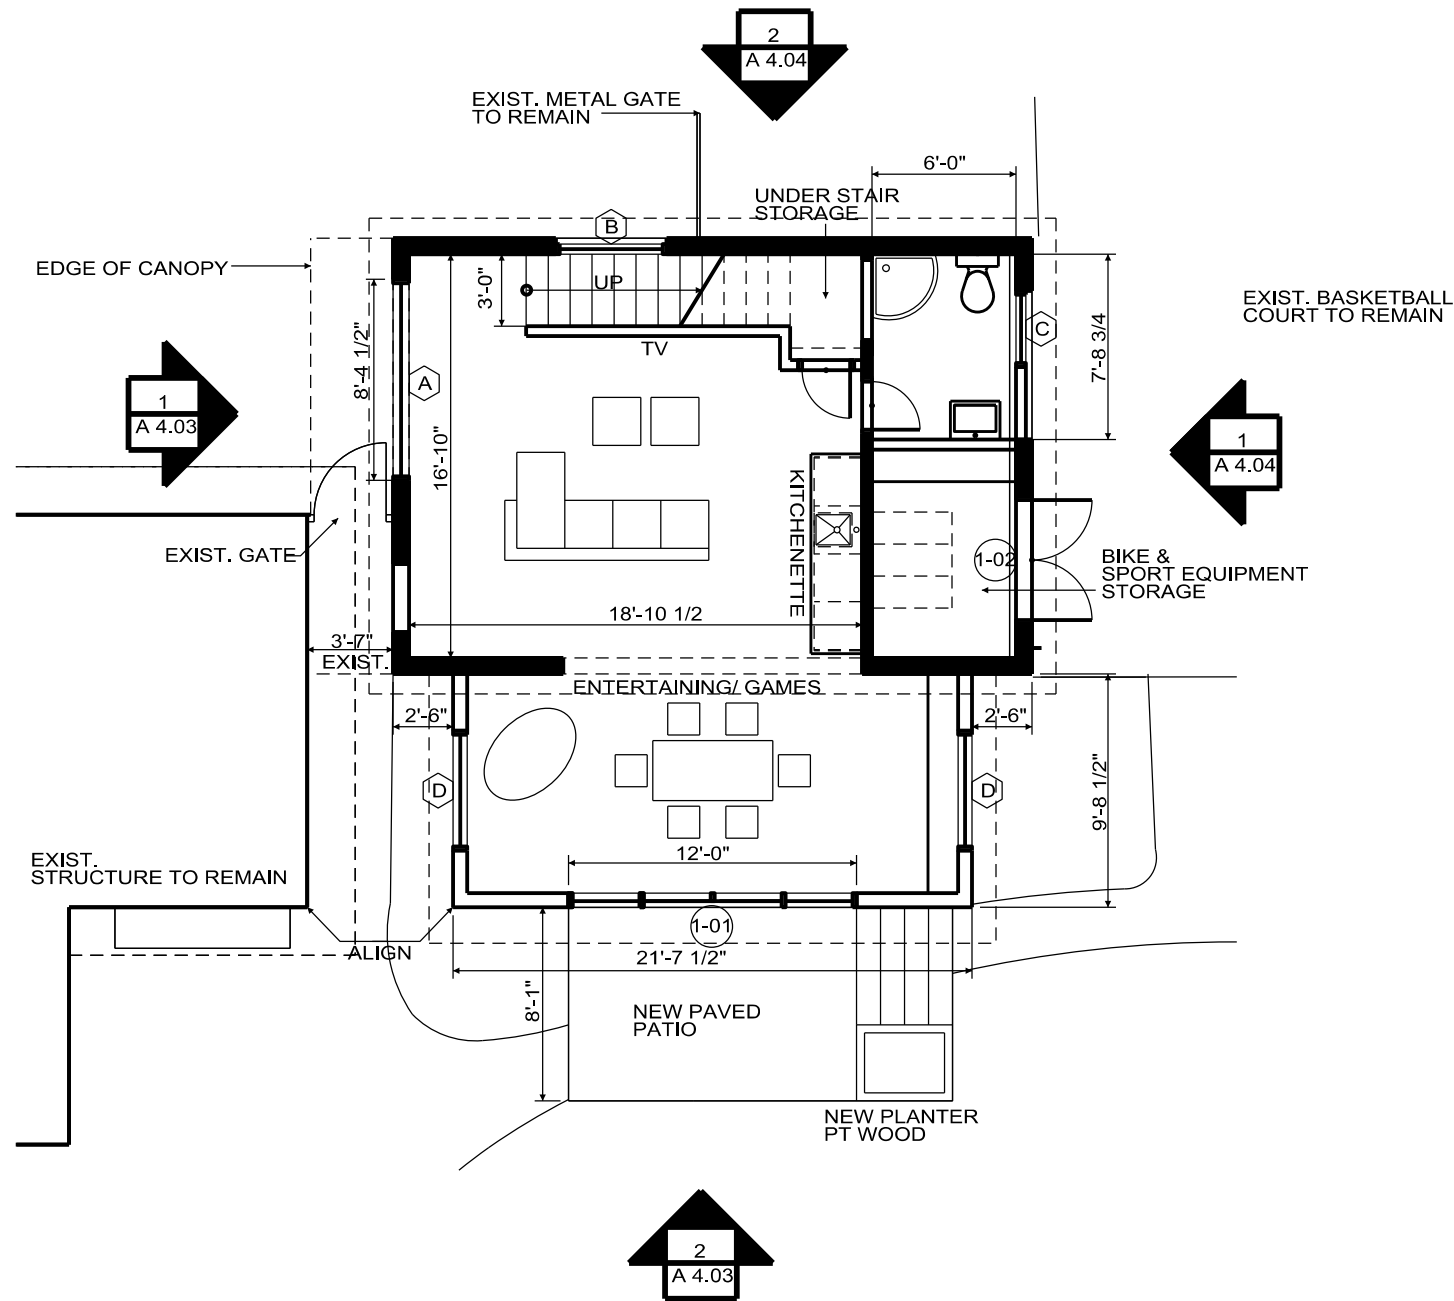 2
A 4.04
EXIST. METAL GATE
TO REMAIN
6'-0"
UNDER STAIR
STORAGE
B
EDGE OF CANOPY
UP
3'-0"
EXIST. BASKETBALL
COURT TO REMAIN
C
8'-4 1/2"
7'-8 3/4
TV
A
1
A 4.03
1
A 4.04
16'-10"
KITCHENETTE
EXIST. GATE
1-02
BIKE &
SPORT EQUIPMENT
STORAGE
18'-10 1/2
3'-7"
EXIST.
ENTERTAINING/ GAMES
2'-6"
2'-6"
D
D
9'-8 1/2"
EXIST.
STRUCTURE TO REMAIN
12'-0"
1-01
ALIGN
21'-7 1/2"
8'-1"
NEW PAVED
PATIO
NEW PLANTER
PT WOOD
2
A 4.03